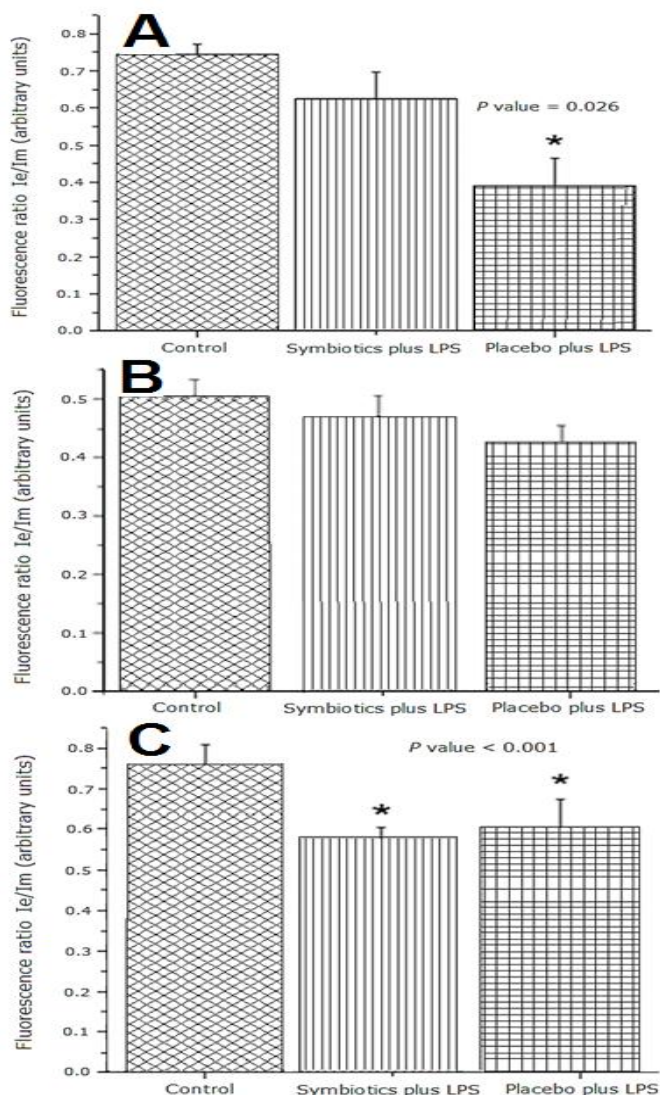 A
Fluorescence ratio Ie/Im (arbitrary units)
0.8
0.7
0.6
0.5
0.4
0.3
0.2
0.1
0.0
P value = 0.026
*
Control
Symbiotics plus LPS
Placebo plus LPS
B
Fluorescence ratio Ie/Im (arbitrary units)
0.5
0.4
0.3
0.2
0.1
0.0
Control
Symbiotics plus LPS
Placebo plus LPS
C
Fluorescence ratio Ie/Im (arbitrary units)
0.8
0.7
0.6
0.5
0.4
0.3
0.2
0.1
0.0
P value < 0.001
*
*
Control
Symbiotics plus LPS
Placebo plus LPS